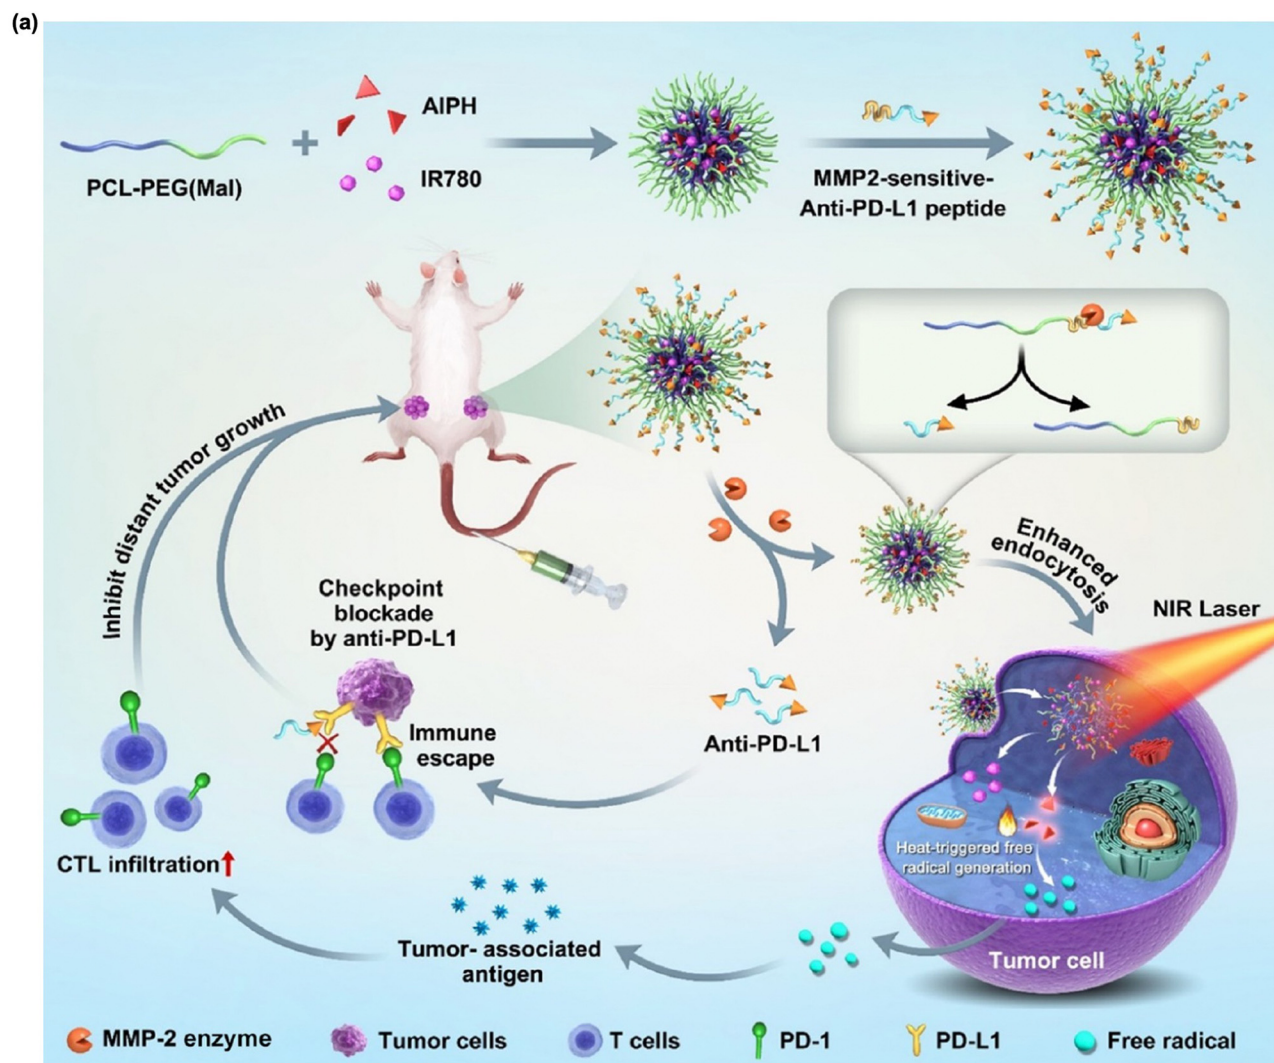 (a)
AIPH
IR780
PCL-PEG(Mal)
MMP2-sensitive-
Anti-PD-L1 peptide
Inhibit distant tumor growth
Enhanced
endocytosis
NIR Laser
Checkpoint
blockade
by anti-PD-L1
Immune
escape
Anti-PD-L1
CTL infiltration
Heat-triggered free
radical generation
Tumor- associated
antigen
Tumor cell
MMP-2 enzyme
Tumor cells
T cells
PD-1
PD-L1
Free radical